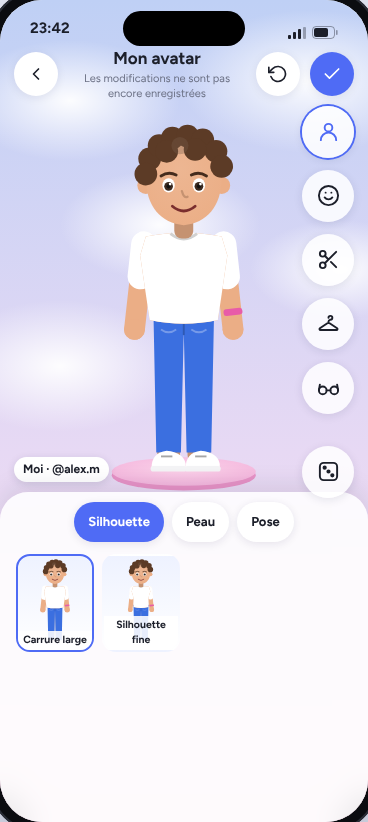 23:42
Mon avatar
Les modifications ne sont pas
encore enregistrées
Moi · @alex.m
Silhouette
Peau
Pose
Carrure large
Silhouette
fine